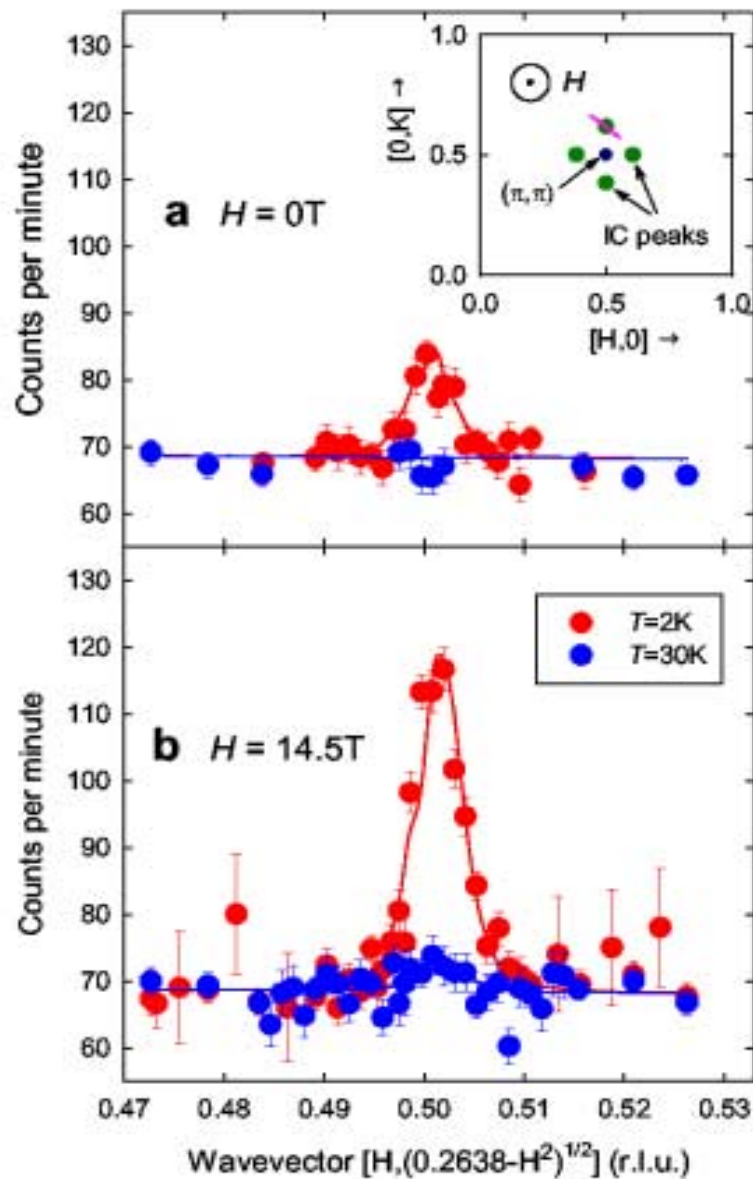 130
120
110
100
90
80
70
60
Counts per minute
a H = 0T
1.0
0.5
0.0
[0,K] →
H
(π,π)
IC peaks
0.0 0.5 1.0
[H,0] →
130
120
110
100
90
80
70
60
Counts per minute
b H = 14.5T
T=2K
T=30K
0.47 0.48 0.49 0.50 0.51 0.52 0.53
Wavevector [H,(0.2638-H²)¹/²] (r.l.u.)